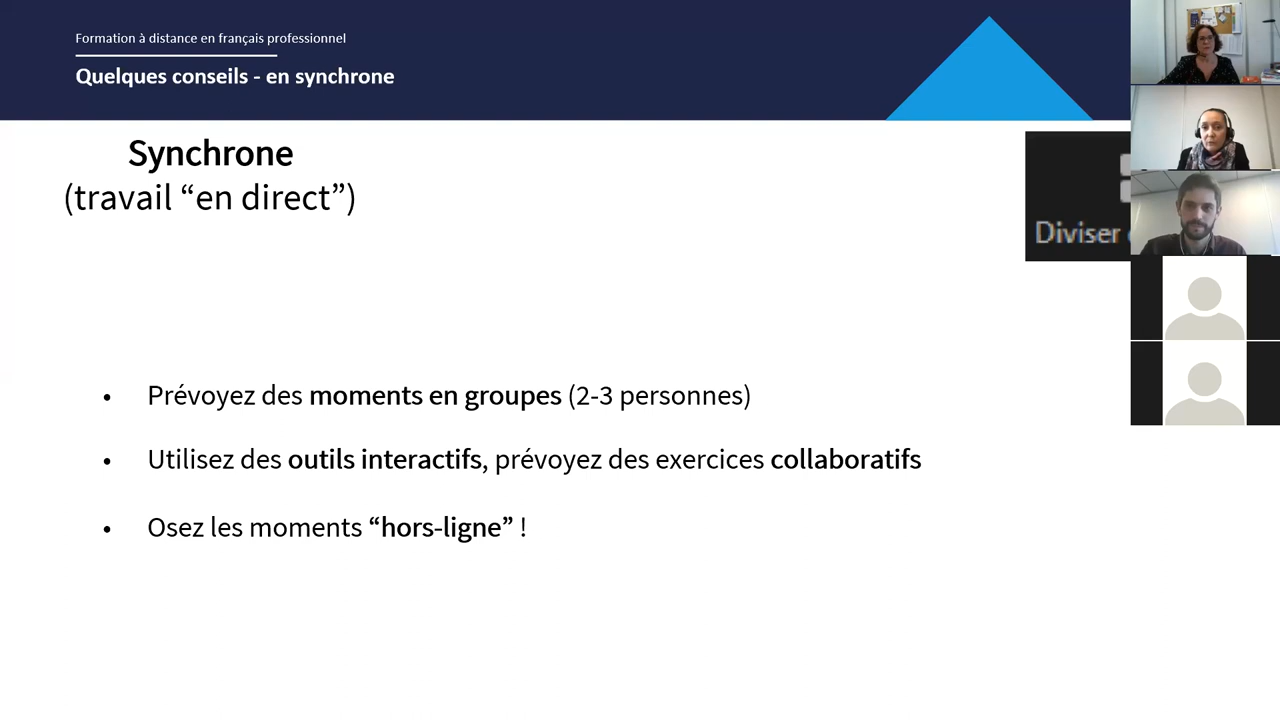 Formation à distance en français professionnel
Quelques conseils - en synchrone
Synchrone
(travail “en direct”)
Diviser
• Prévoyez des moments en groupes (2-3 personnes)
• Utilisez des outils interactifs, prévoyez des exercices collaboratifs
• Osez les moments “hors-ligne” !